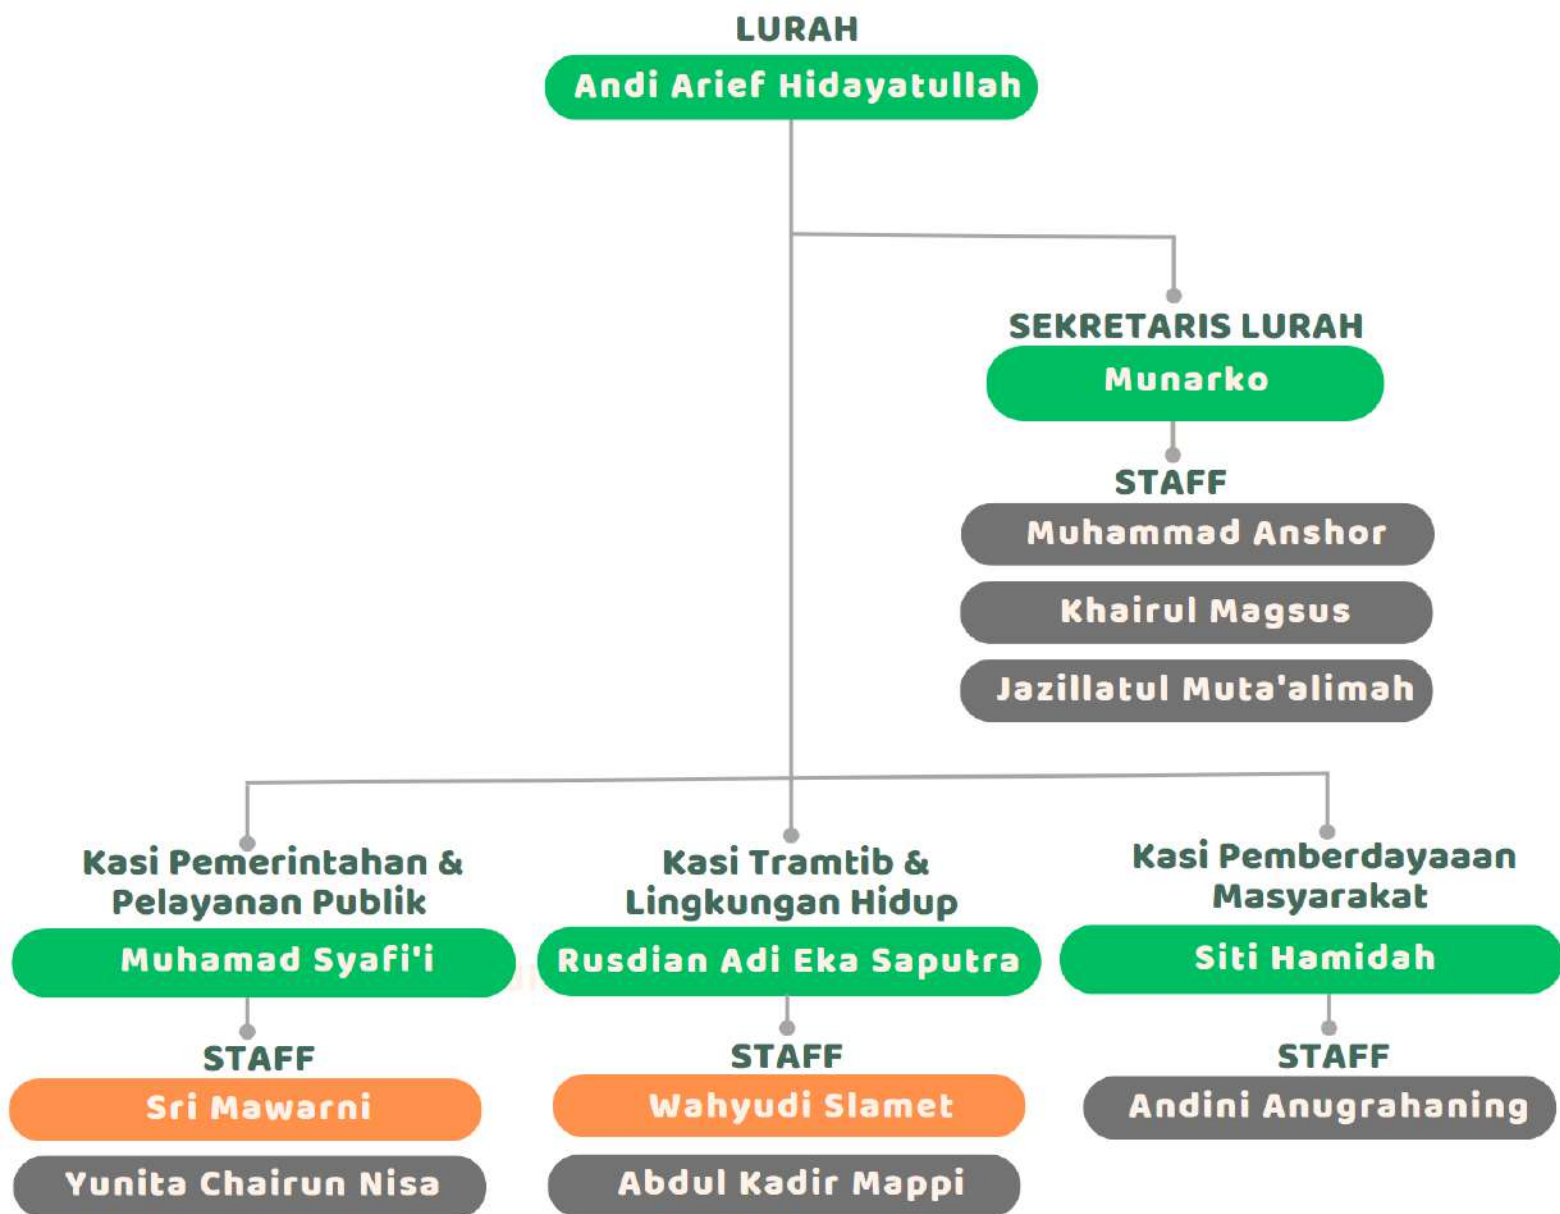 LURAH
Andi Arief Hidayatullah
SEKRETARIS LURAH
Munarko
STAFF
Muhammad Anshor
Khairul Magsus
Jazillatul Muta'alimah
Kasi Pemerintahan &
Pelayanan Publik
Muhamad Syafi'i
STAFF
Sri Mawarni
Yunita Chairun Nisa
Kasi Tramtib &
Lingkungan Hidup
Rusdian Adi Eka Saputra
STAFF
Wahyudi Slamet
Abdul Kadir Mappi
Kasi Pemberdayaaan
Masyarakat
Siti Hamidah
STAFF
Andini Anugrahaning